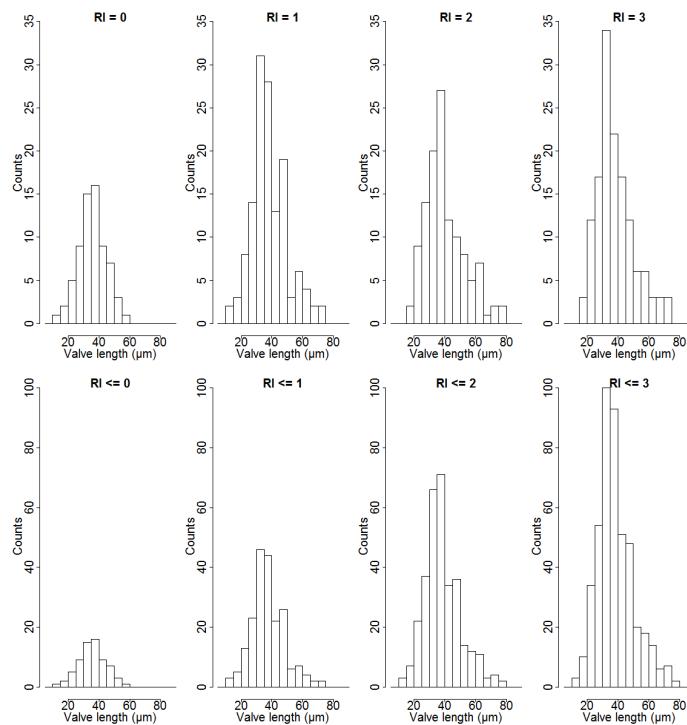 RI = 0 RI = 1 RI = 2 RI = 3
Counts Counts Counts Counts
0 5 10 15 20 25 30 35
0 5 10 15 20 25 30 35
0 5 10 15 20 25 30 35
0 5 10 15 20 25 30 35
20 40 60 80 20 40 60 80 20 40 60 80 20 40 60 80
Valve length (µm) Valve length (µm) Valve length (µm) Valve length (µm)
RI <= 0 RI <= 1 RI <= 2 RI <= 3
Counts Counts Counts Counts
0 20 40 60 80 100
0 20 40 60 80 100
0 20 40 60 80 100
0 20 40 60 80 100
20 40 60 80 20 40 60 80 20 40 60 80 20 40 60 80
Valve length (µm) Valve length (µm) Valve length (µm) Valve length (µm)